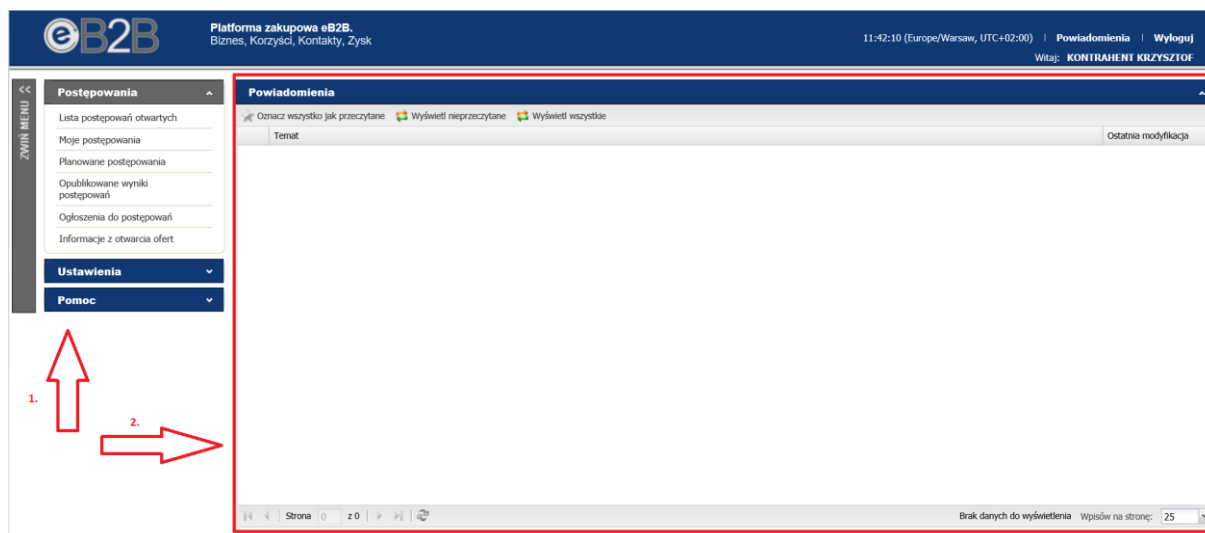 eB2B
Platforma zakupowa eB2B.
Biznes, Korzyści, Kontakty, Zysk
11:42:10 (Europe/Warsaw, UTC+02:00) | Powiadomienia | Wyloguj
Witaj: KONTRAHENT KRZYSZTOF
<<
ZWIŃ MENU
Postępowania
Lista postępowań otwartych
Moje postępowania
Planowane postępowania
Opublikowane wyniki
postępowań
Ogłoszenia do postępowań
Informacje z otwarcia ofert
Ustawienia
Pomoc
1.
2.
Powiadomienia
Oznacz wszystko jak przeczytane Wyświetl nieprzeczytane Wyświetl wszystkie
Temat Ostatnia modyfikacja
Strona 0 z 0 Brak danych do wyświetlenia Wpisów na stronę: 25